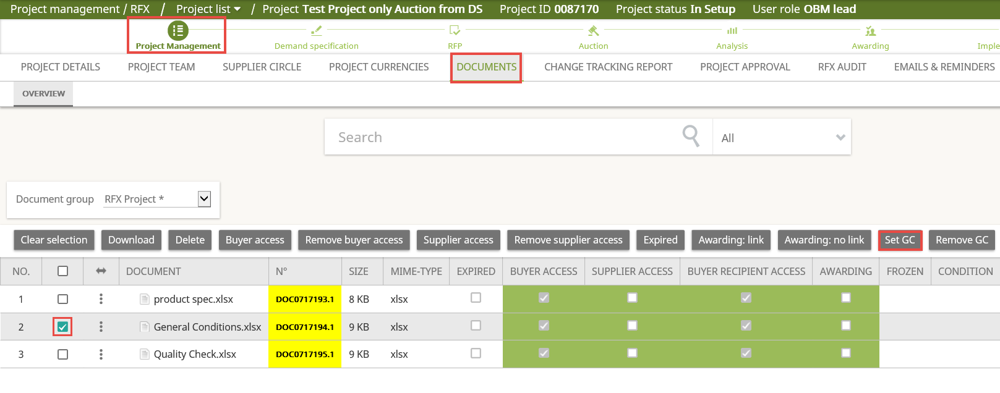 Project management / RFX / Project list / Project Test Project only Auction from DS Project ID 0087170 Project status In Setup User role OBM lead
Project Management Demand specification RFP Auction Analysis Awarding Imple
PROJECT DETAILS PROJECT TEAM SUPPLIER CIRCLE PROJECT CURRENCIES DOCUMENTS CHANGE TRACKING REPORT PROJECT APPROVAL RFX AUDIT EMAILS & REMINDERS
OVERVIEW
Search All
Document group RFX Project *
Clear selection Download Delete Buyer access Remove buyer access Supplier access Remove supplier access Expired Awarding: link Awarding: no link Set GC Remove GC
NO. DOCUMENT N° SIZE MIME-TYPE EXPIRED BUYER ACCESS SUPPLIER ACCESS BUYER RECIPIENT ACCESS AWARDING FROZEN CONDITION
1 product spec.xlsx DOC0717193.1 8 KB xlsx
2 General Conditions.xlsx DOC0717194.1 9 KB xlsx
3 Quality Check.xlsx DOC0717195.1 9 KB xlsx